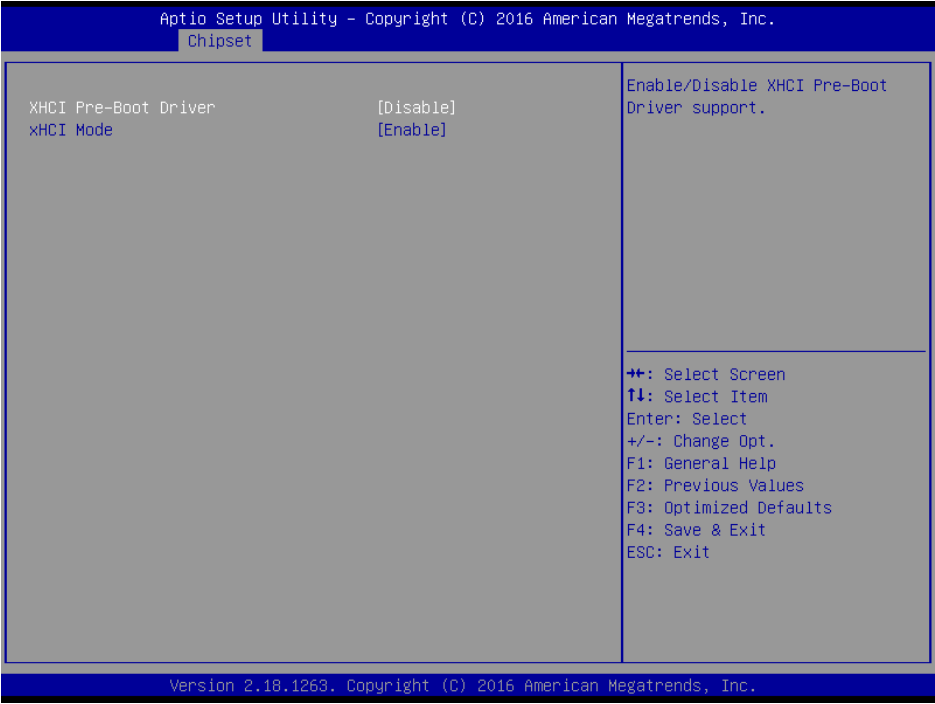 Aptio Setup Utility – Copyright (C) 2016 American Megatrends, Inc.
Chipset
XHCI Pre-Boot Driver [Disable]
xHCI Mode [Enable]
Enable/Disable XHCI Pre-Boot
Driver support.
→←: Select Screen
↑↓: Select Item
Enter: Select
+/-: Change Opt.
F1: General Help
F2: Previous Values
F3: Optimized Defaults
F4: Save & Exit
ESC: Exit
Version 2.18.1263. Copyright (C) 2016 American Megatrends, Inc.